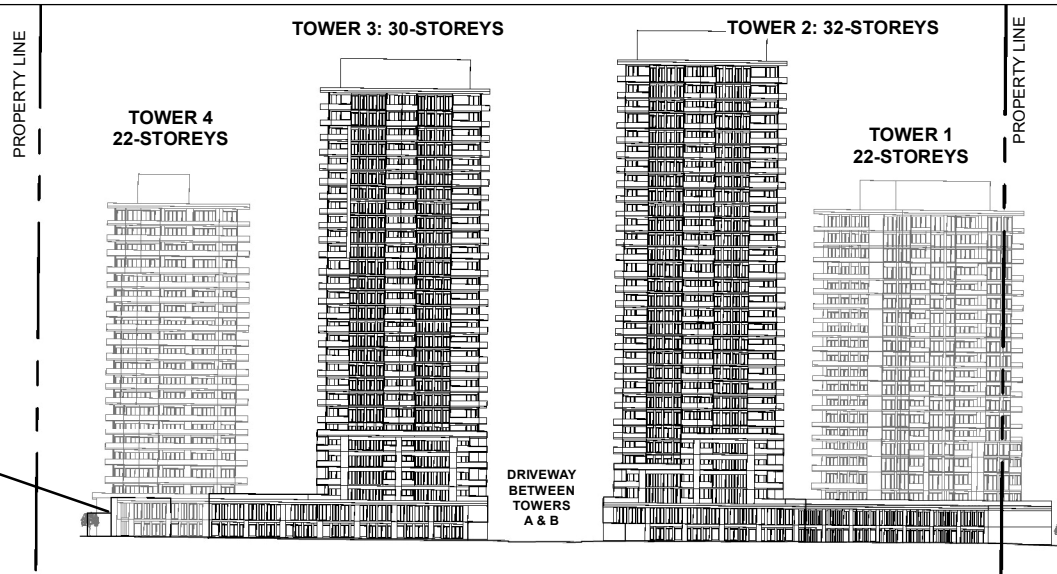 PROPERTY LINE
TOWER 3: 30-STOREYS
TOWER 2: 32-STOREYS
PROPERTY LINE
TOWER 4
22-STOREYS
TOWER 1
22-STOREYS
DRIVEWAY
BETWEEN
TOWERS
A & B